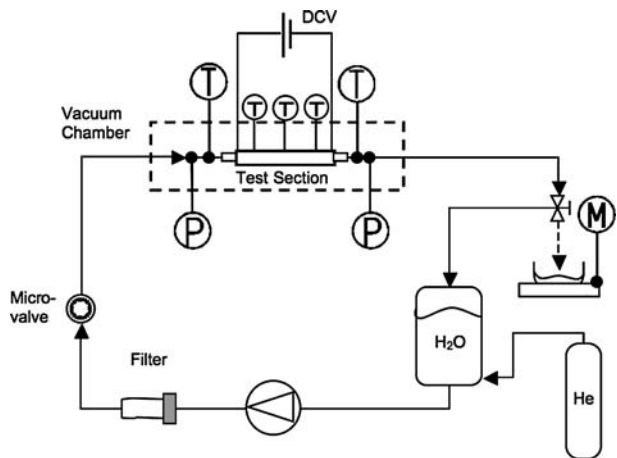 DCV
T
T
T T T
Vacuum
Chamber
Test Section
P
P
M
Micro-
valve
H₂O
Filter
He